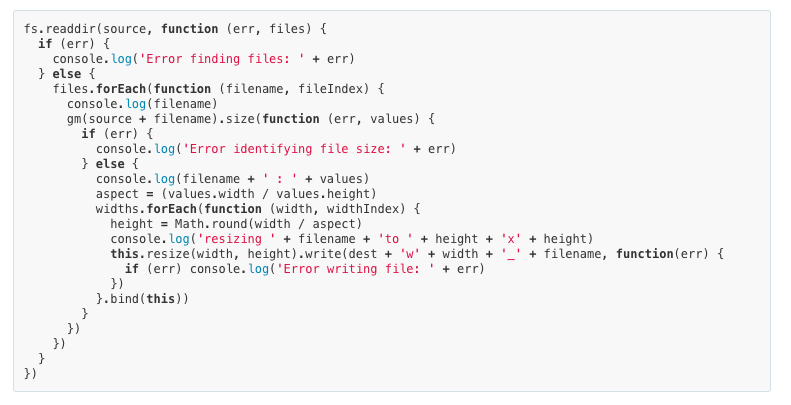 fs.readdir(source, function (err, files) {
  if (err) {
    console.log('Error finding files: ' + err)
  } else {
    files.forEach(function (filename, fileIndex) {
      console.log(filename)
      gm(source + filename).size(function (err, values) {
        if (err) {
          console.log('Error identifying file size: ' + err)
        } else {
          console.log(filename + ' : ' + values)
          aspect = (values.width / values.height)
          widths.forEach(function (width, widthIndex) {
            height = Math.round(width / aspect)
            console.log('resizing ' + filename + 'to ' + height + 'x' + height)
            this.resize(width, height).write(dest + 'w' + width + '_' + filename, function(err) {
              if (err) console.log('Error writing file: ' + err)
            })
          }.bind(this))
        }
      })
    })
  }
})